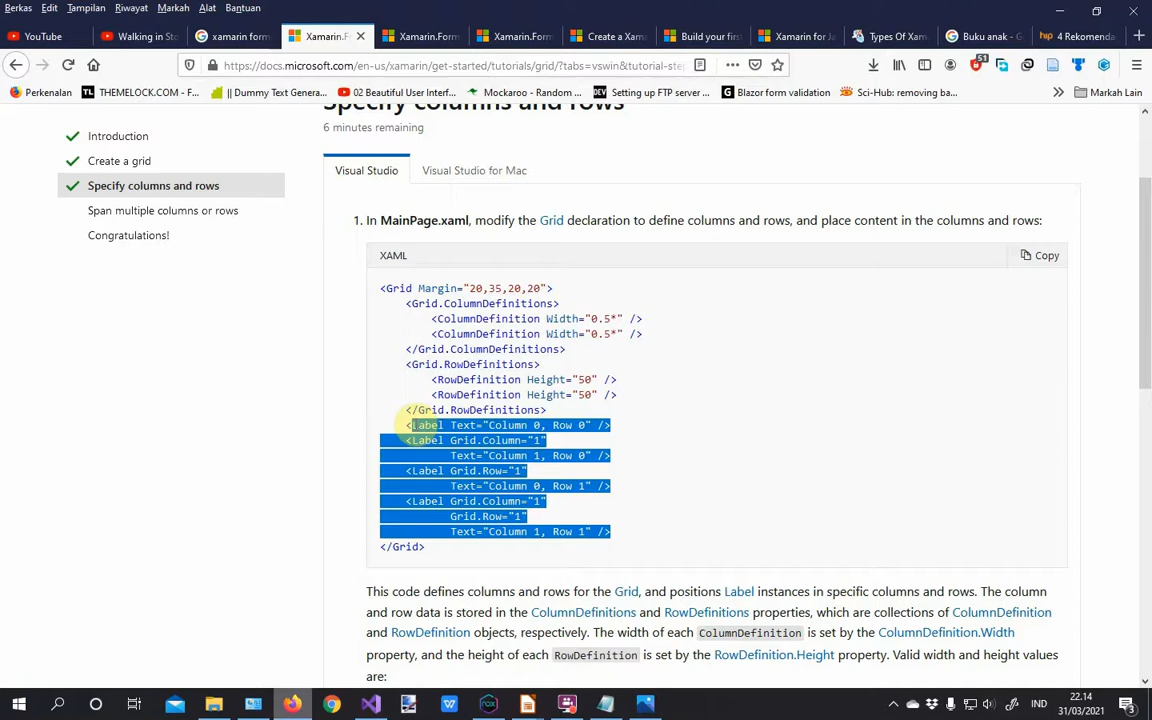 Berkas Edit Tampilan Riwayat Markah Alat Bantuan
YouTube Walking in Sto xamarin form Xamarin.F Xamarin.Form Xamarin.Form Create a Xama Build your first Xamarin for Ja Types Of Xam Buku anak - G 4 Rekomenda
https://docs.microsoft.com/en-us/xamarin/get-started/tutorials/grid/?tabs=vswin&tutorial-ste 51
Perkenalan THEMELOCK.COM - F... || Dummy Text Genera... 02 Beautiful User Interf... Mockaroo - Random ... Setting up FTP server ... Blazor form validation Sci-Hub: removing ba... Markah Lain
Specify columns and rows
6 minutes remaining
Introduction
Create a grid
Specify columns and rows
Span multiple columns or rows
Congratulations!
Visual Studio Visual Studio for Mac
1. In MainPage.xaml, modify the Grid declaration to define columns and rows, and place content in the columns and rows:
XAML Copy
<Grid Margin="20,35,20,20">
<Grid.ColumnDefinitions>
<ColumnDefinition Width="0.5*" />
<ColumnDefinition Width="0.5*" />
</Grid.ColumnDefinitions>
<Grid.RowDefinitions>
<RowDefinition Height="50" />
<RowDefinition Height="50" />
</Grid.RowDefinitions>
<Label Text="Column 0, Row 0" />
<Label Grid.Column="1"
Text="Column 1, Row 0" />
<Label Grid.Row="1"
Text="Column 0, Row 1" />
<Label Grid.Column="1"
Grid.Row="1"
Text="Column 1, Row 1" />
</Grid>
This code defines columns and rows for the Grid, and positions Label instances in specific columns and rows. The column
and row data is stored in the ColumnDefinitions and RowDefinitions properties, which are collections of ColumnDefinition
and RowDefinition objects, respectively. The width of each ColumnDefinition is set by the ColumnDefinition.Width
property, and the height of each RowDefinition is set by the RowDefinition.Height property. Valid width and height values
are:
IND 22.14
31/03/2021 3